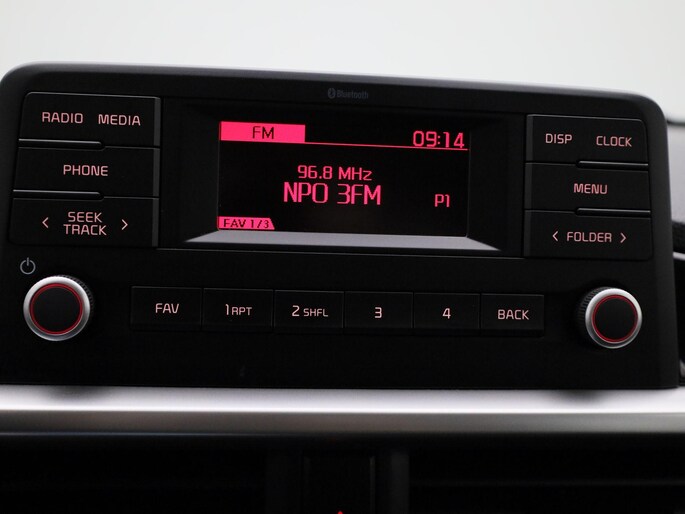 Bluetooth
RADIO MEDIA
PHONE
< SEEK TRACK >
FM 09:14
96.8 MHz
NPO 3FM P1
FAV 1/3
DISP CLOCK
MENU
< FOLDER >
FAV 1 RPT 2 SHFL 3 4 BACK